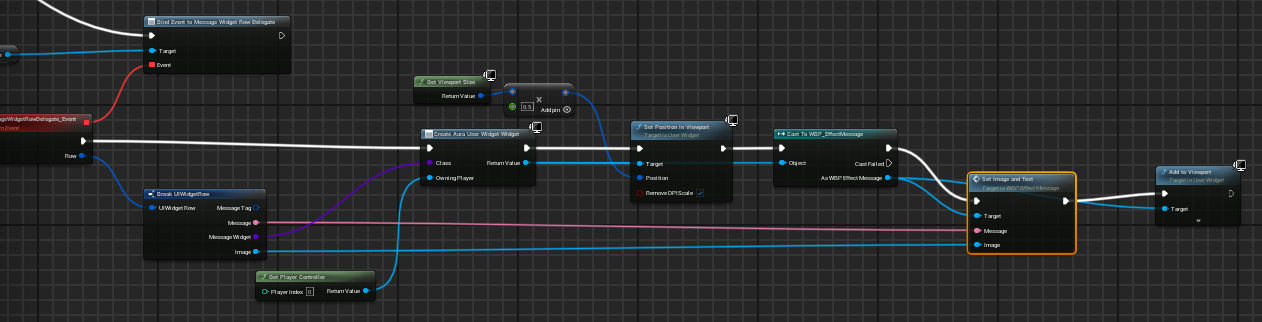 Bind Event to Message Widget Row Delegate
Target
Event
ageWidgetRowDelegate_Event
Row
Break UIWidgetRow
UIWidget Row
Message Tag
Message
Message Widget
Image
Get Player Controller
Player Index 0
Return Value
Get Viewport Size
Return Value
0.5
Add pin
Create Aura User Widget Widget
Class
Return Value
Owning Player
Set Position in Viewport
Target is User Widget
Target
Position
Remove DPI Scale
Cast To WBP_EffectMessage
Object
Cast Failed
As WBP Effect Message
Set Image and Text
Target is WBP Effect Message
Target
Message
Image
Add to Viewport
Target is User Widget
Target